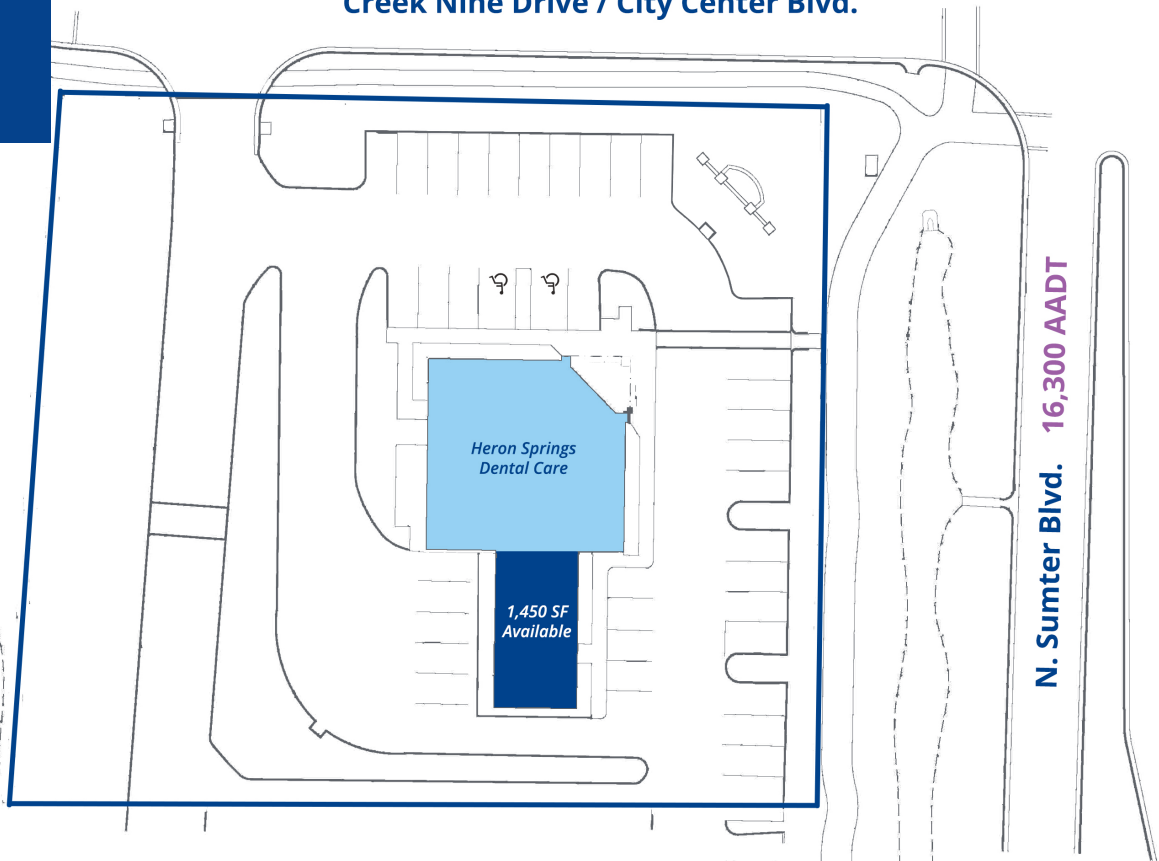 Creek Nine Drive / City Center Blvd.
Heron Springs
Dental Care
1,450 SF
Available
N. Sumter Blvd. 16,300 AADT